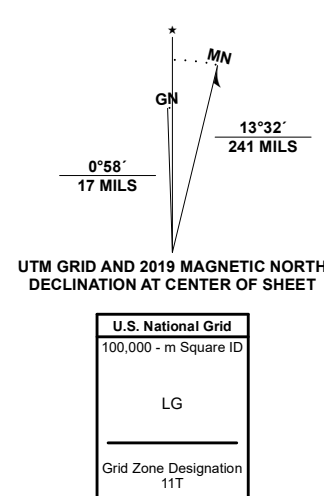 ★
MN
GN
13°32´
241 MILS
0°58´
17 MILS
UTM GRID AND 2019 MAGNETIC NORTH
DECLINATION AT CENTER OF SHEET
U.S. National Grid
100,000 - m Square ID
LG
Grid Zone Designation
11T